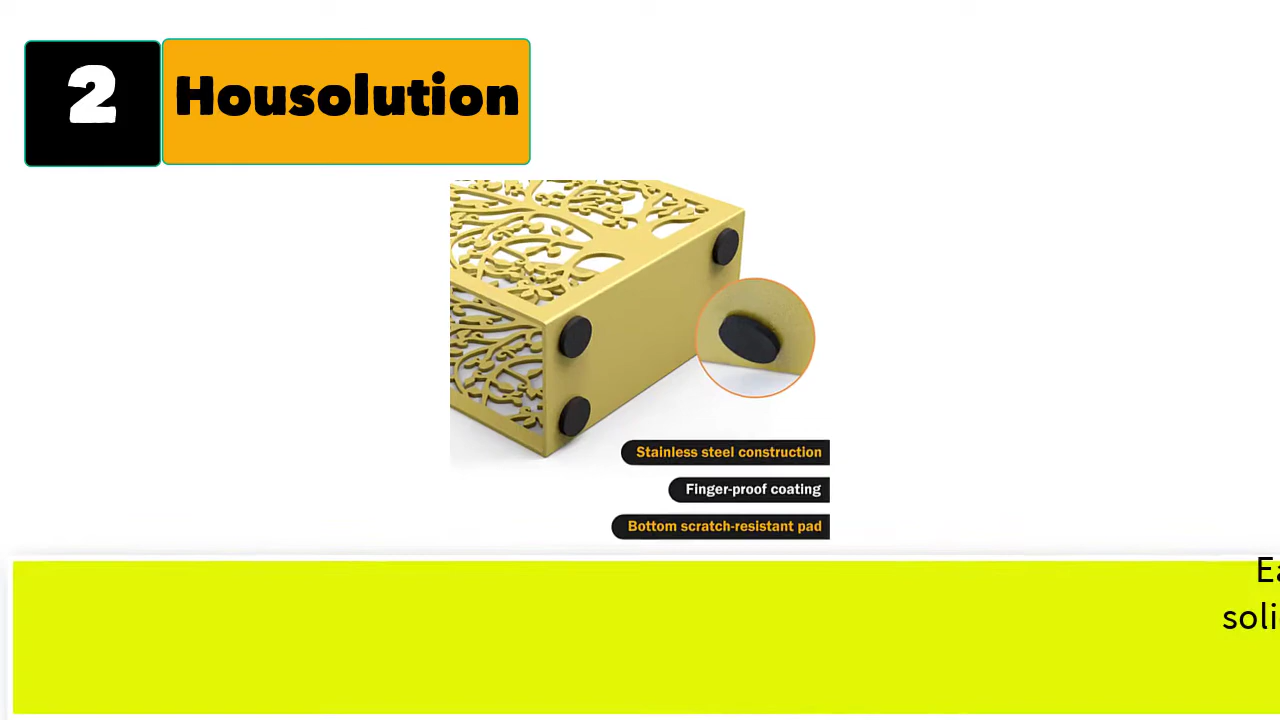 2
Housolution
Stainless steel construction
Finger-proof coating
Bottom scratch-resistant pad